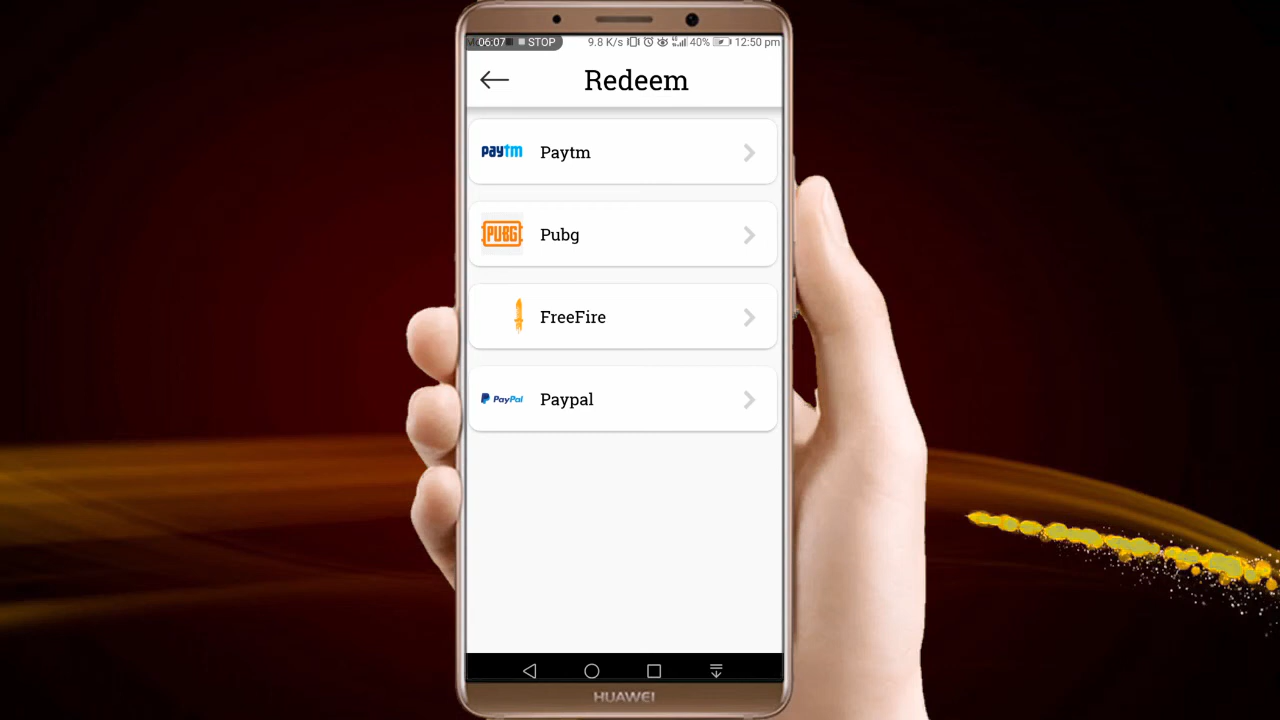 06:07 STOP 9.8 K/s 40% 12:50 pm
Redeem
paytm Paytm
PUBG Pubg
FreeFire
PayPal Paypal
HUAWEI